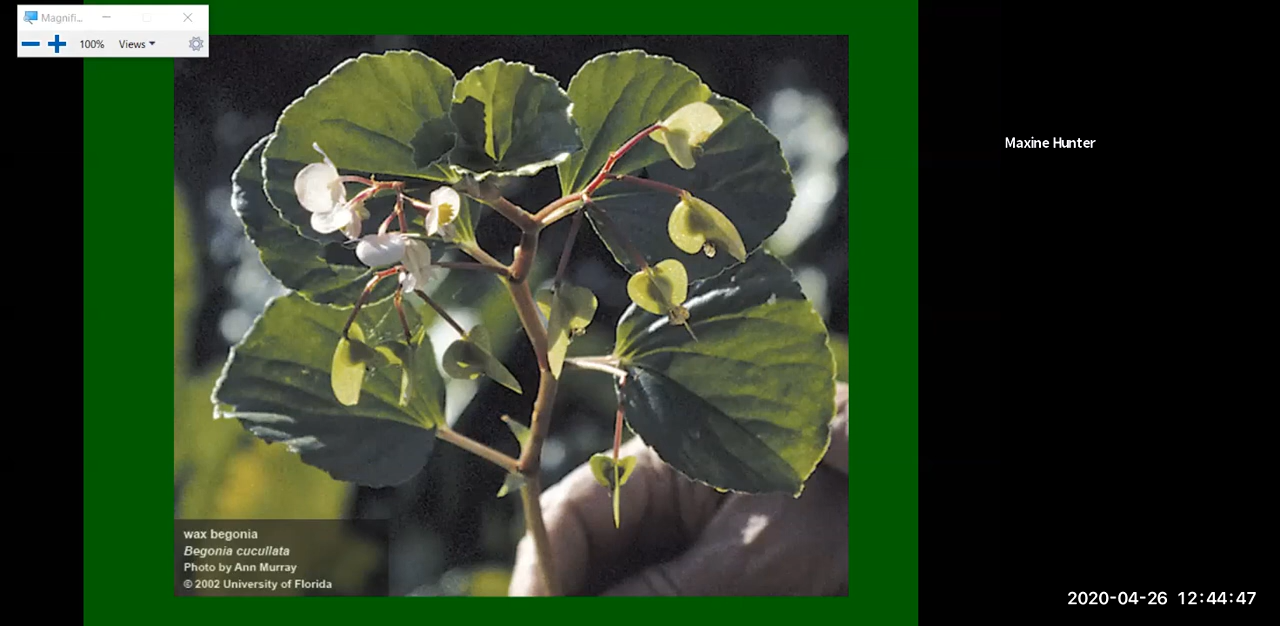 Magnifi...
100%
Views
Maxine Hunter
wax begonia
Begonia cucullata
Photo by Ann Murray
© 2002 University of Florida
2020-04-26 12:44:47